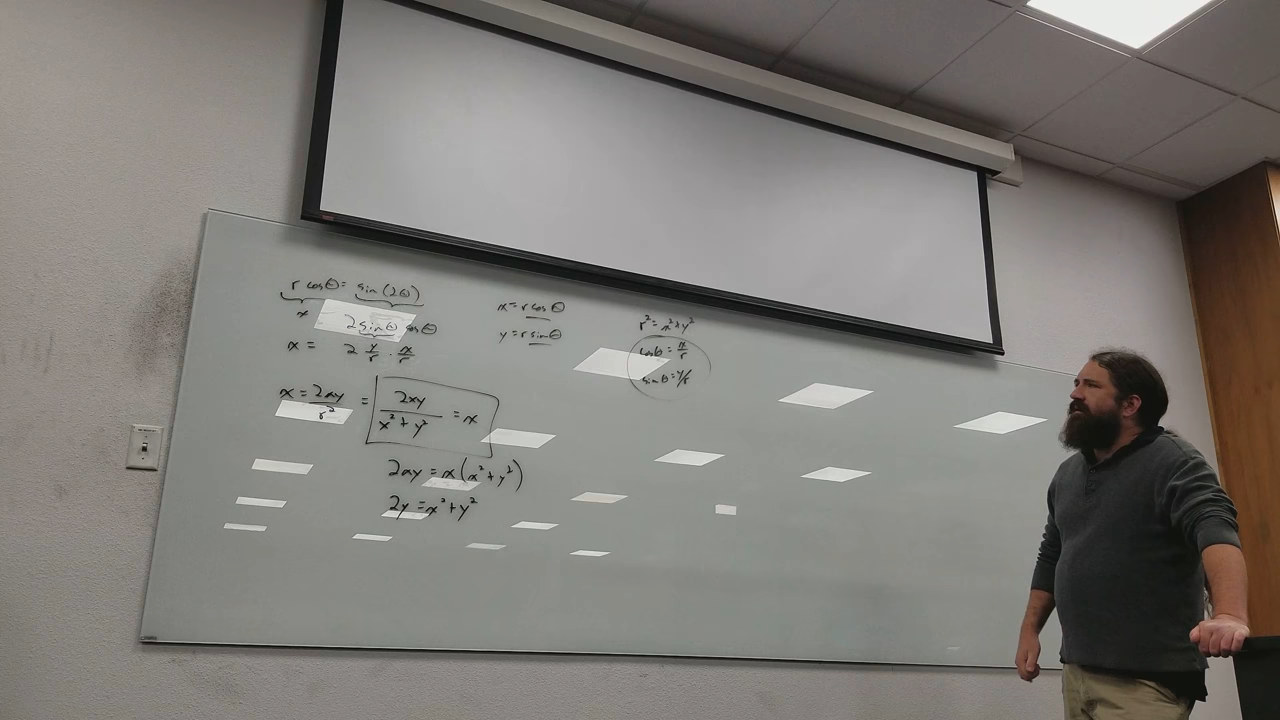 r cosθ = sin(2θ)
x 2 sinθ cosθ
x = 2 y/r · x/r
x = 2xy/r² = 2xy/(x² + y²) = x
2xy = x(x² + y²)
2y = x² + y²
x = r cosθ
y = r sinθ
r² = x² + y²
cosθ = x/r
sinθ = y/r